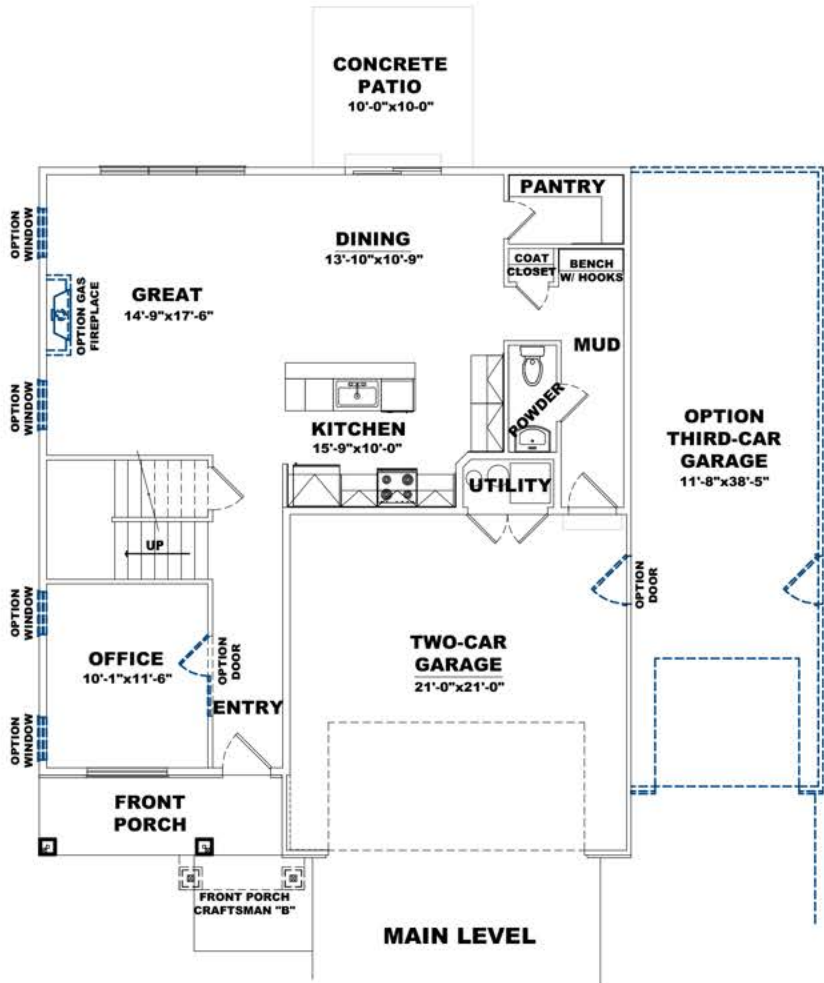 CONCRETE
PATIO
10'-0"x10-0"
PANTRY
OPTION
WINDOW
DINING
13'-10"x10'-9"
COAT
CLOSET
BENCH
W/ HOOKS
GREAT
14'-9"x17'-6"
OPTION GAS
FIREPLACE
MUD
OPTION
WINDOW
POWDER
KITCHEN
15'-9"x10'-0"
OPTION
THIRD-CAR
GARAGE
11'-8"x38'-5"
UTILITY
UP
OPTION
WINDOW
OPTION
DOOR
OFFICE
10'-1"x11'-6"
OPTION
DOOR
TWO-CAR
GARAGE
21'-0"x21'-0"
ENTRY
OPTION
WINDOW
FRONT
PORCH
FRONT PORCH
CRAFTSMAN "B"
MAIN LEVEL